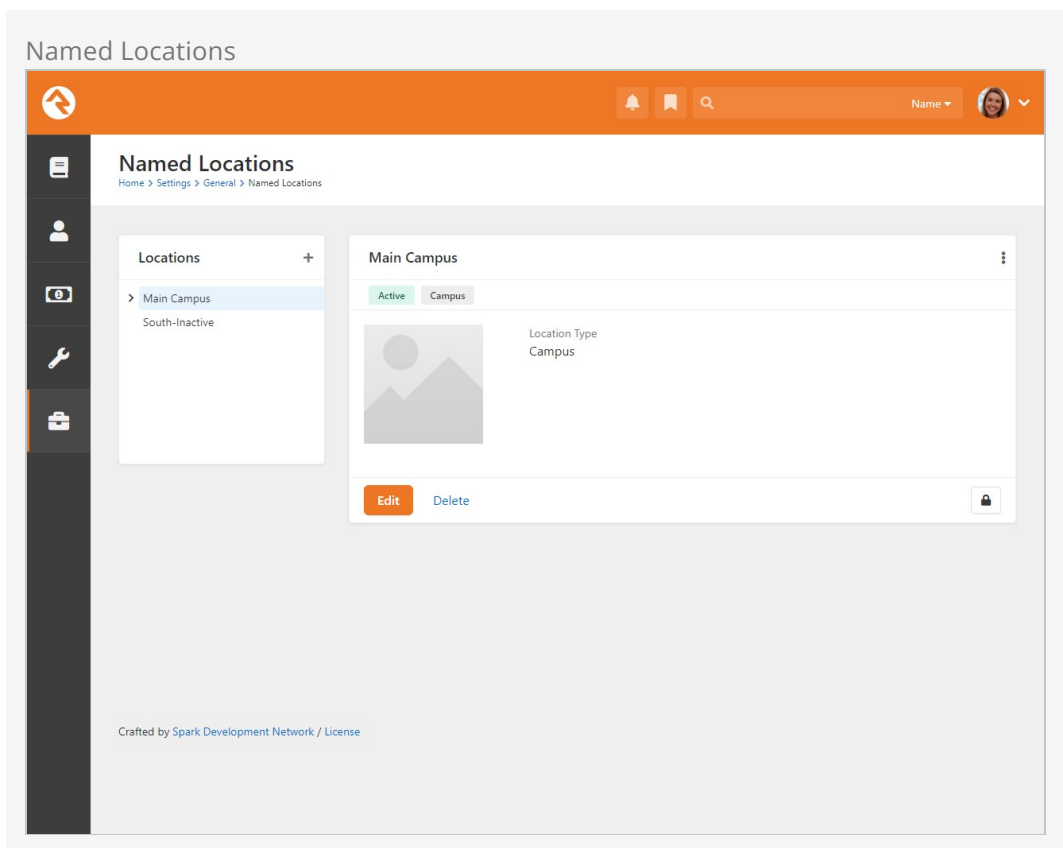 Named Locations
Name
Named Locations
Home > Settings > General > Named Locations
Locations +
Main Campus
> Main Campus
South-Inactive
Active Campus
Location Type
Campus
Edit Delete
Crafted by Spark Development Network / License